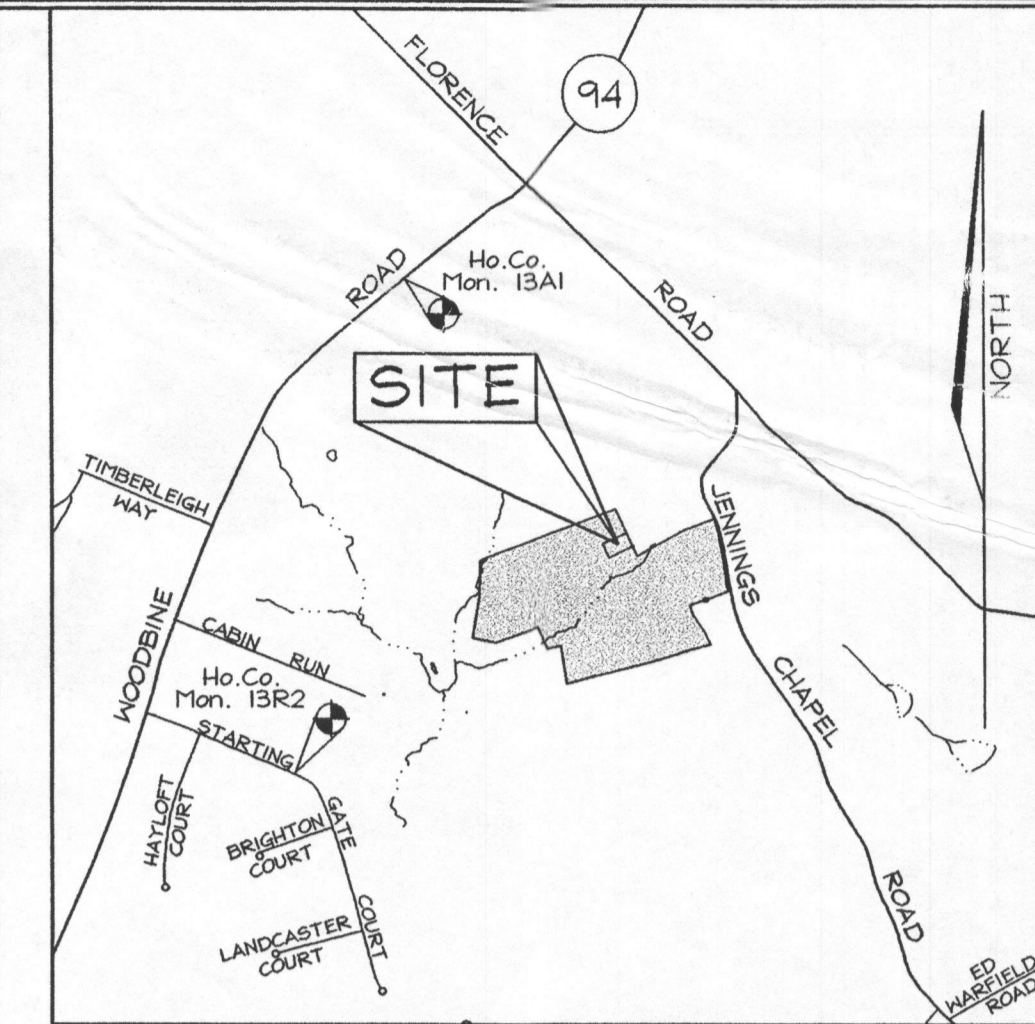 FLORENCE
94
ROAD
Ho.Co.
Mon. 13A1
ROAD
SITE
NORTH
TIMBERLEIGH
WAY
JENNINGS
WOODBINE
CABIN RUN
Ho.Co.
Mon. 13R2
CHAPEL
STARTING
HAYLOFT
COURT
GATE
BRIGHTON
COURT
COURT
LANDCASTER
COURT
ROAD
ED
WARFIELD
ROAD